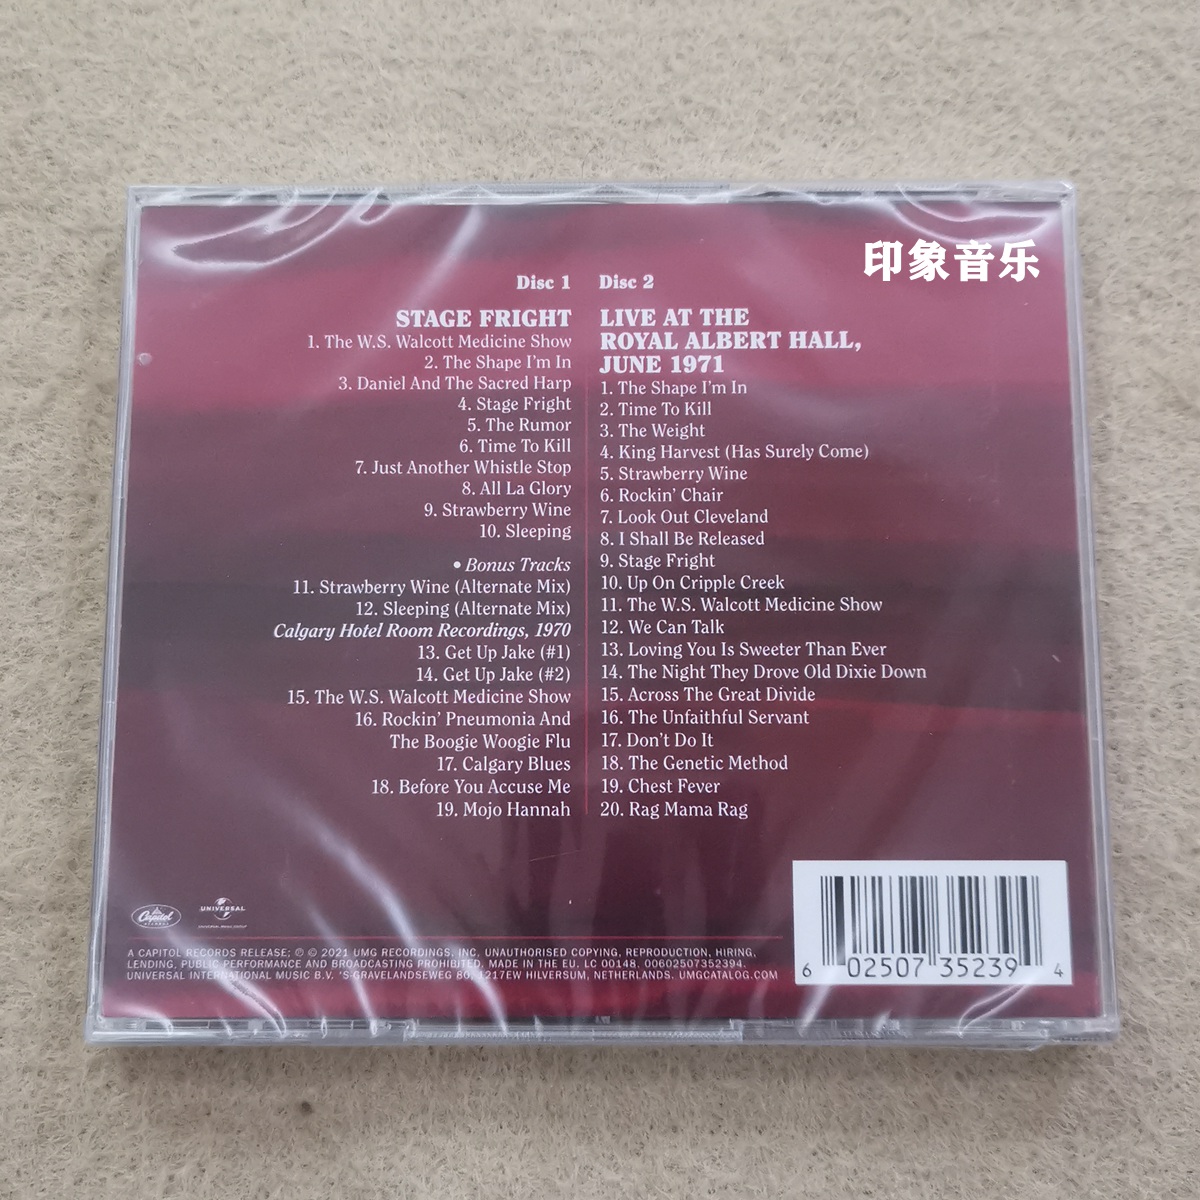 印象音乐
Disc 1
STAGE FRIGHT
1. The W.S. Walcott Medicine Show
2. The Shape I'm In
3. Daniel And The Sacred Harp
4. Stage Fright
5. The Rumor
6. Time To Kill
7. Just Another Whistle Stop
8. All La Glory
9. Strawberry Wine
10. Sleeping
• Bonus Tracks
11. Strawberry Wine (Alternate Mix)
12. Sleeping (Alternate Mix)
Calgary Hotel Room Recordings, 1970
13. Get Up Jake (#1)
14. Get Up Jake (#2)
15. The W.S. Walcott Medicine Show
16. Rockin' Pneumonia And
The Boogie Woogie Flu
17. Calgary Blues
18. Before You Accuse Me
19. Mojo Hannah
Disc 2
LIVE AT THE
ROYAL ALBERT HALL,
JUNE 1971
1. The Shape I'm In
2. Time To Kill
3. The Weight
4. King Harvest (Has Surely Come)
5. Strawberry Wine
6. Rockin' Chair
7. Look Out Cleveland
8. I Shall Be Released
9. Stage Fright
10. Up On Cripple Creek
11. The W.S. Walcott Medicine Show
12. We Can Talk
13. Loving You Is Sweeter Than Ever
14. The Night They Drove Old Dixie Down
15. Across The Great Divide
16. The Unfaithful Servant
17. Don't Do It
18. The Genetic Method
19. Chest Fever
20. Rag Mama Rag
Capitol
UNIVERSAL
A CAPITOL RECORDS RELEASE; ℗ © 2021 UMG RECORDINGS, INC. UNAUTHORISED COPYING, REPRODUCTION, HIRING,
LENDING, PUBLIC PERFORMANCE AND BROADCASTING PROHIBITED. MADE IN THE EU. LC 00148. 00602507352394.
UNIVERSAL INTERNATIONAL MUSIC B.V. 'S-GRAVELANDSEWEG 80, 1217EW HILVERSUM, NETHERLANDS. UMGCATALOG.COM
6 02507 35239 4